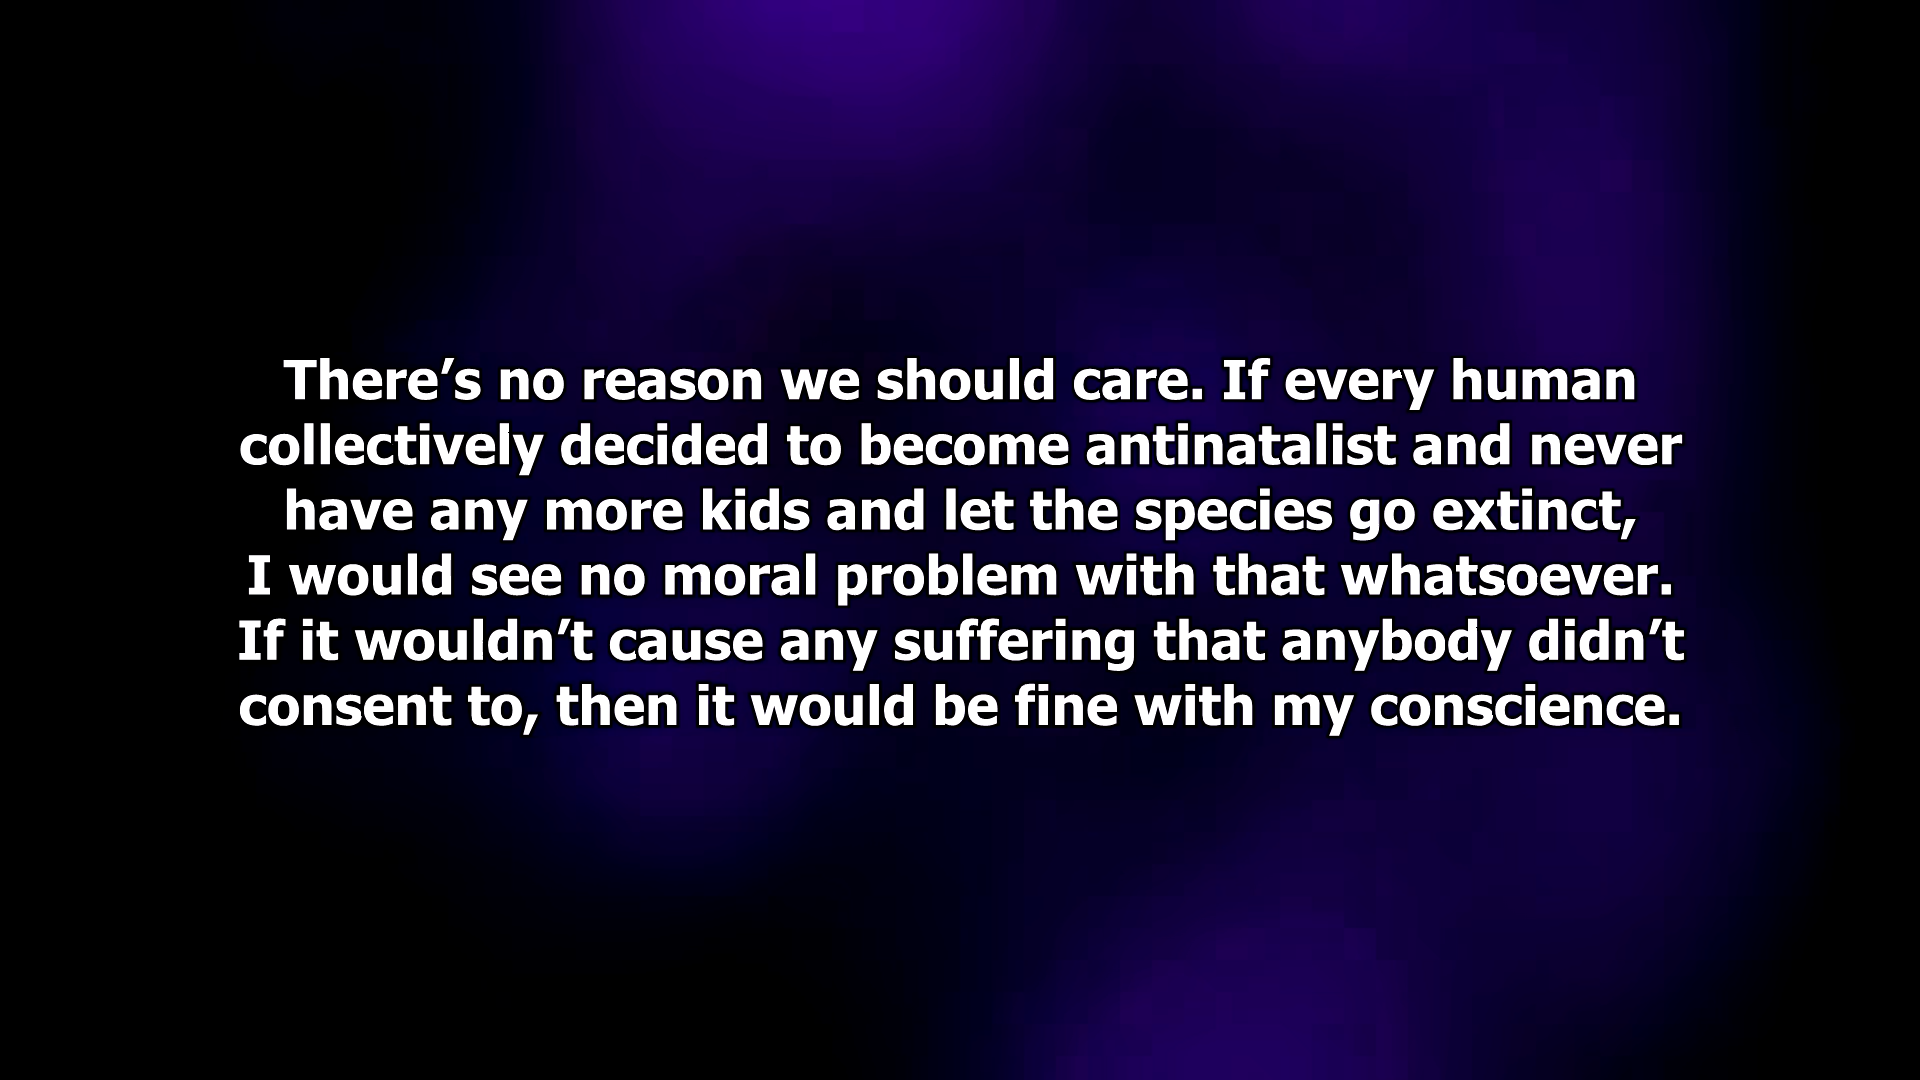 There’s no reason we should care. If every human
collectively decided to become antinatalist and never
have any more kids and let the species go extinct,
I would see no moral problem with that whatsoever.
If it wouldn’t cause any suffering that anybody didn’t
consent to, then it would be fine with my conscience.